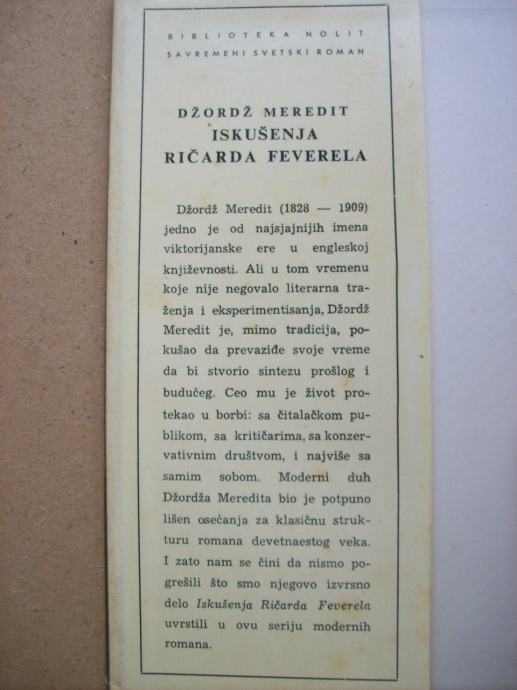 BIBLIOTEKA NOLIT
SAVREMENI SVETSKI ROMAN
DŽORDŽ MEREDIT
ISKUŠENJA
RIČARDA FEVERELA
Džordž Meredit (1828 — 1909)
jedno je od najsjajnijih imena
viktorijanske ere u engleskoj
književnosti. Ali u tom vremenu
koje nije negovalo literarna tra-
ženja i eksperimentisanja, Džordž
Meredit je, mimo tradicija, po-
kušao da prevaziđe svoje vreme
da bi stvorio sintezu prošlog i
budućeg. Ceo mu je život pro-
tekao u borbi: sa čitalačkom pu-
blikom, sa kritičarima, sa konzer-
vativnim društvom, i najviše sa
samim sobom. Moderni duh
Džordža Meredita bio je potpuno
lišen osećanja za klasičnu struk-
turu romana devetnaestog veka.
I zato nam se čini da nismo po-
grešili što smo njegovo izvrsno
delo Iskušenja Ričarda Feverela
uvrstili u ovu seriju modernih
romana.